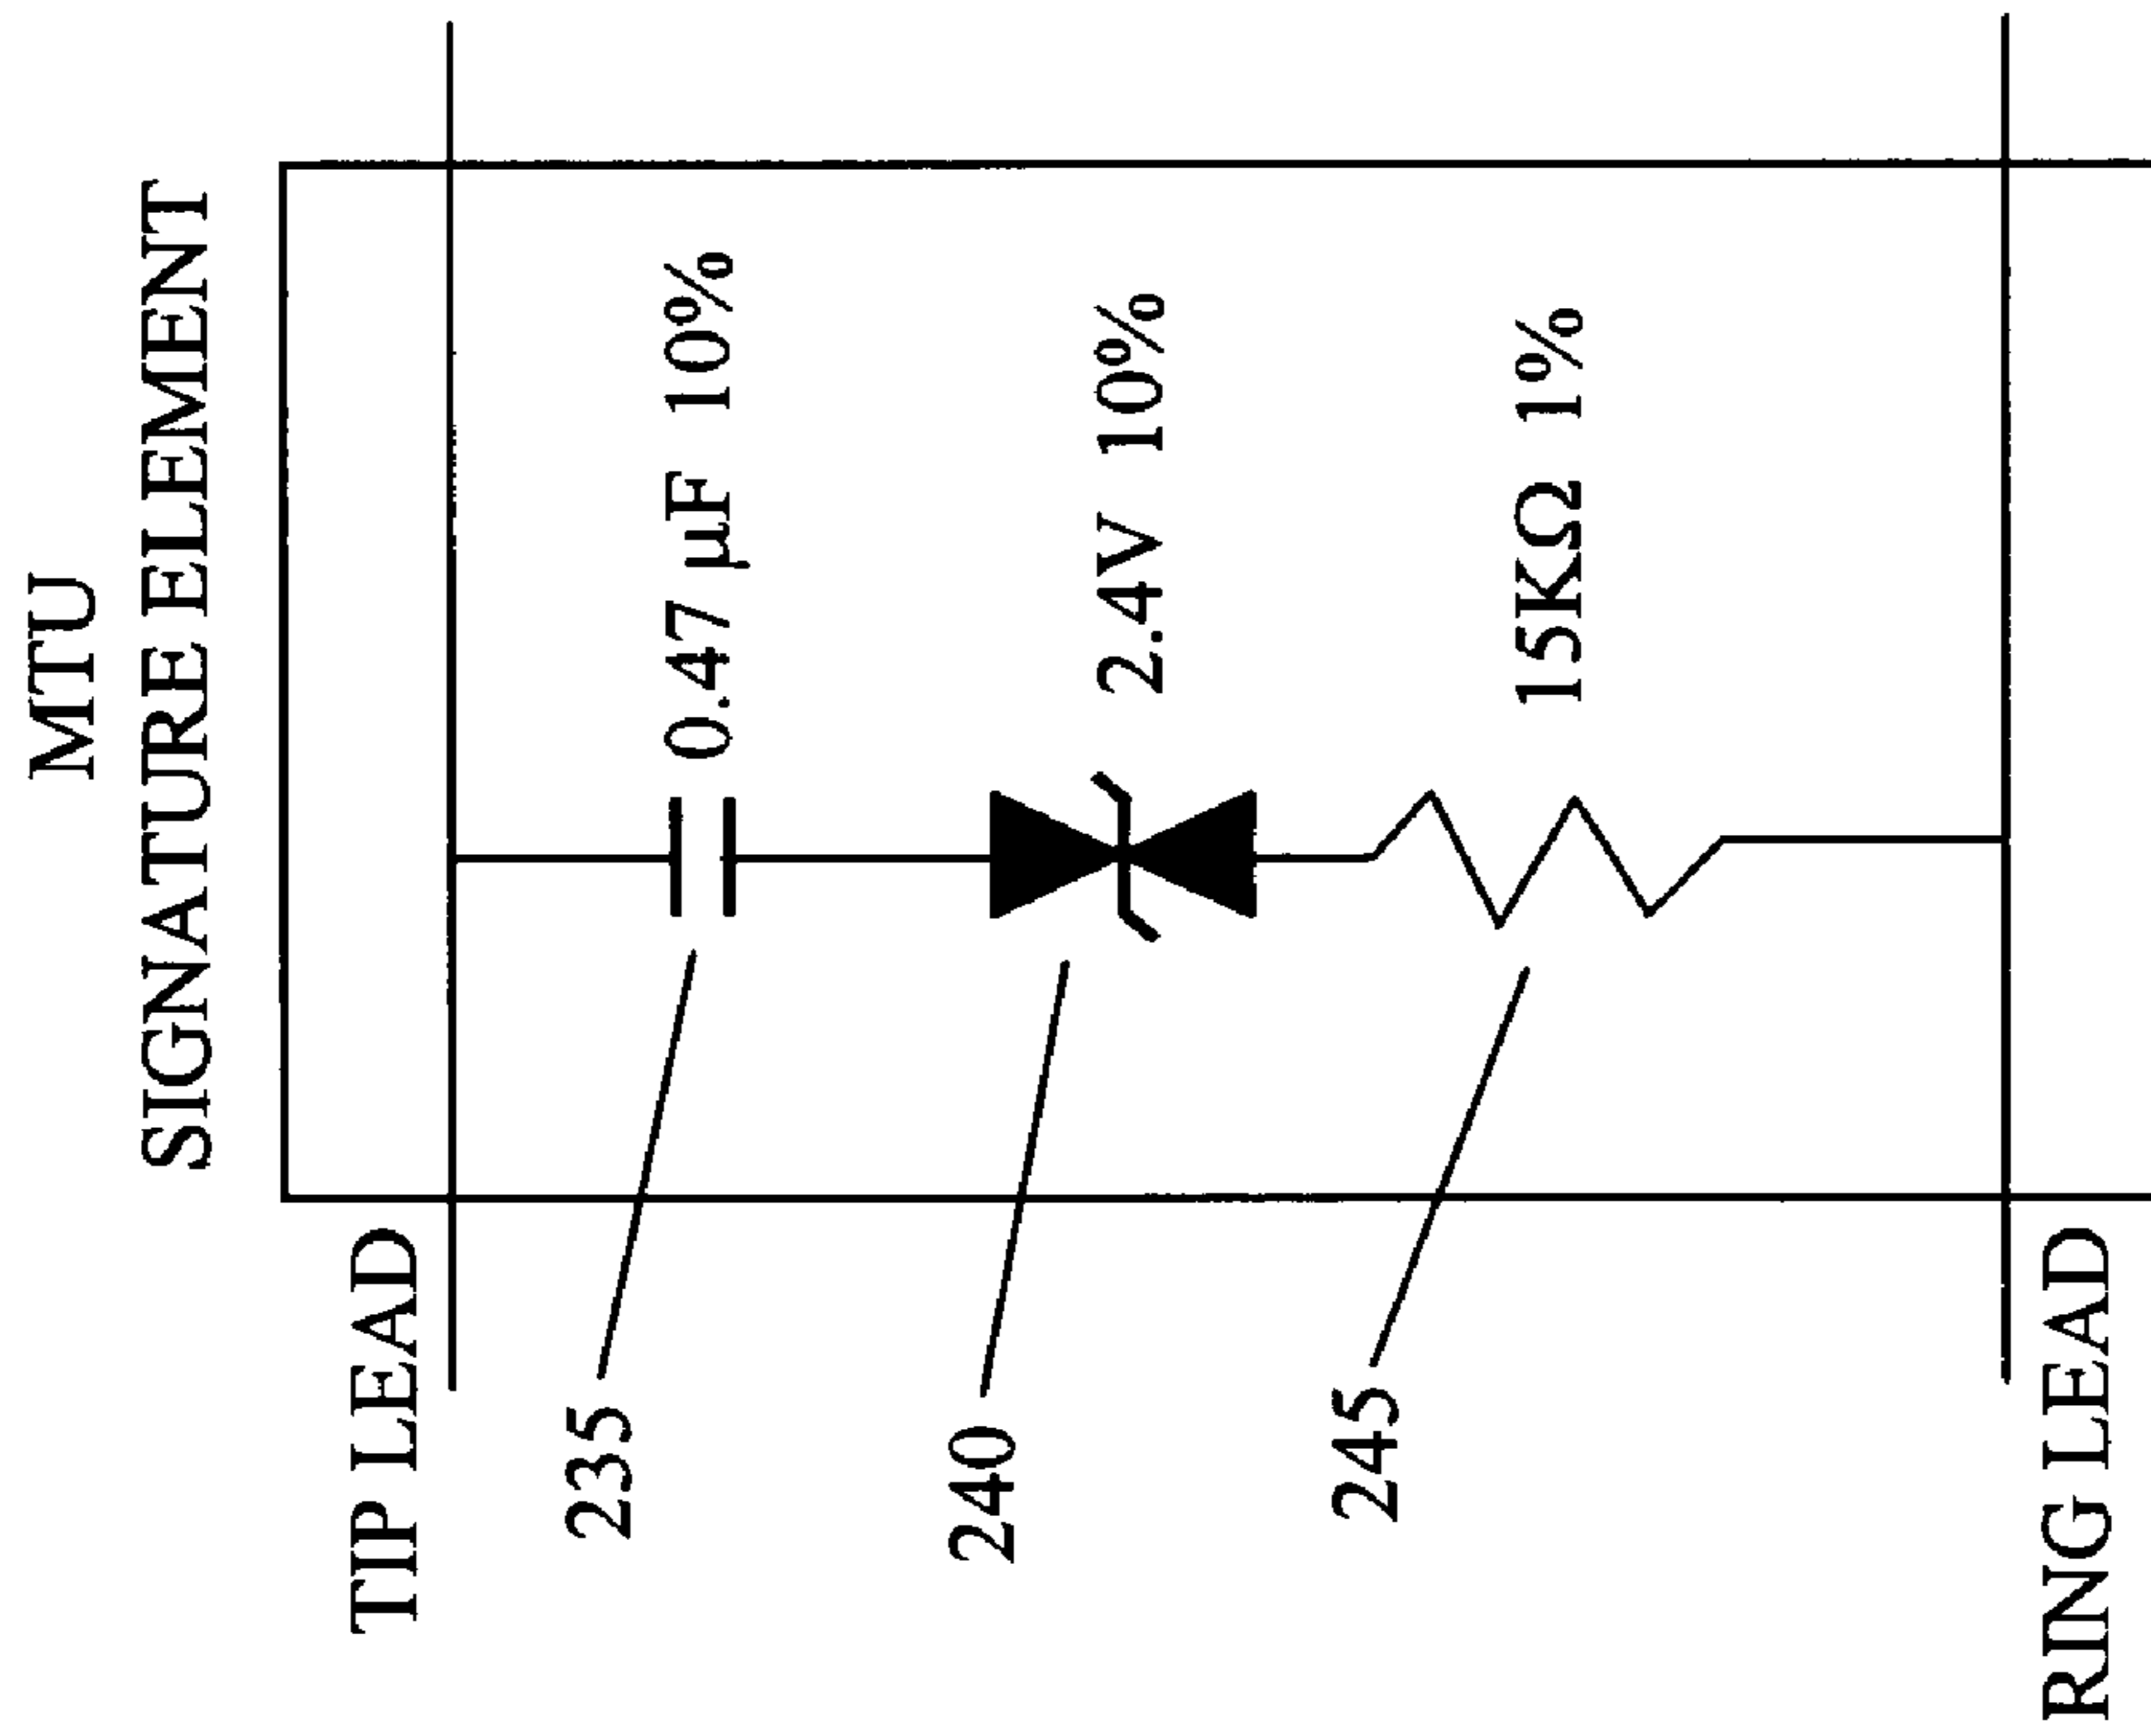 MTU
SIGNATURE ELEMENT
TIP LEAD
235
0.47 µF 10%
240
2.4V 10%
245
15KΩ 1%
RING LEAD